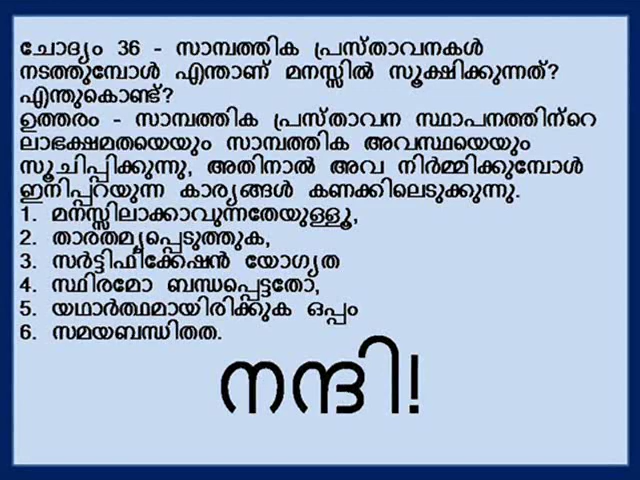 ചോദ്യം 36 - സാമ്പത്തിക പ്രസ്താവനകൾ
നടത്തുമ്പോൾ എന്താണ് മനസ്സിൽ സൂക്ഷിക്കുന്നത്?
എന്തുകൊണ്ട്?
ഉത്തരം - സാമ്പത്തിക പ്രസ്താവന സ്ഥാപനത്തിന്റെ
ലാഭക്ഷമതയെയും സാമ്പത്തിക അവസ്ഥയെയും
സൂചിപ്പിക്കുന്നു, അതിനാൽ അവ നിർമ്മിക്കുമ്പോൾ
ഇനിപ്പറയുന്ന കാര്യങ്ങൾ കണക്കിലെടുക്കുന്നു.
1. മനസ്സിലാക്കാവുന്നതേയുള്ളൂ,
2. താരതമ്യപ്പെടുത്തുക,
3. സർട്ടിഫിക്കേഷൻ യോഗ്യത
4. സ്ഥിരമോ ബന്ധപ്പെട്ടതോ,
5. യഥാർത്ഥമായിരിക്കുക ഒപ്പം
6. സമയബന്ധിതത.
നന്ദി!